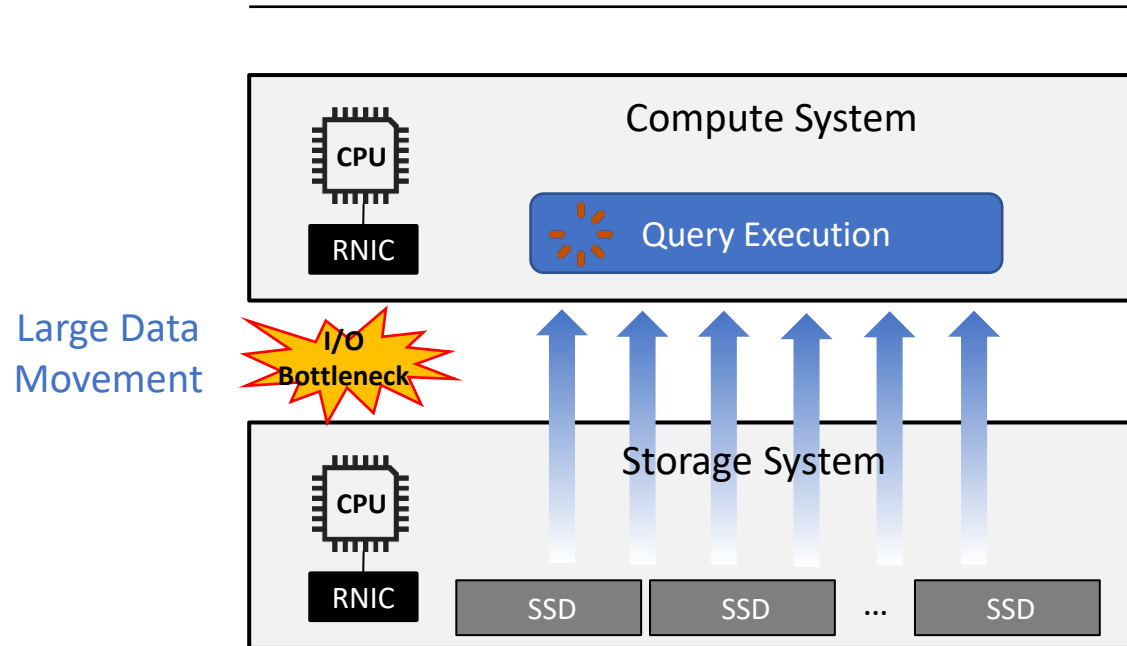 Compute System
CPU
RNIC
Query Execution
Large Data
Movement
I/O
Bottleneck
Storage System
CPU
RNIC
SSD
SSD
...
SSD